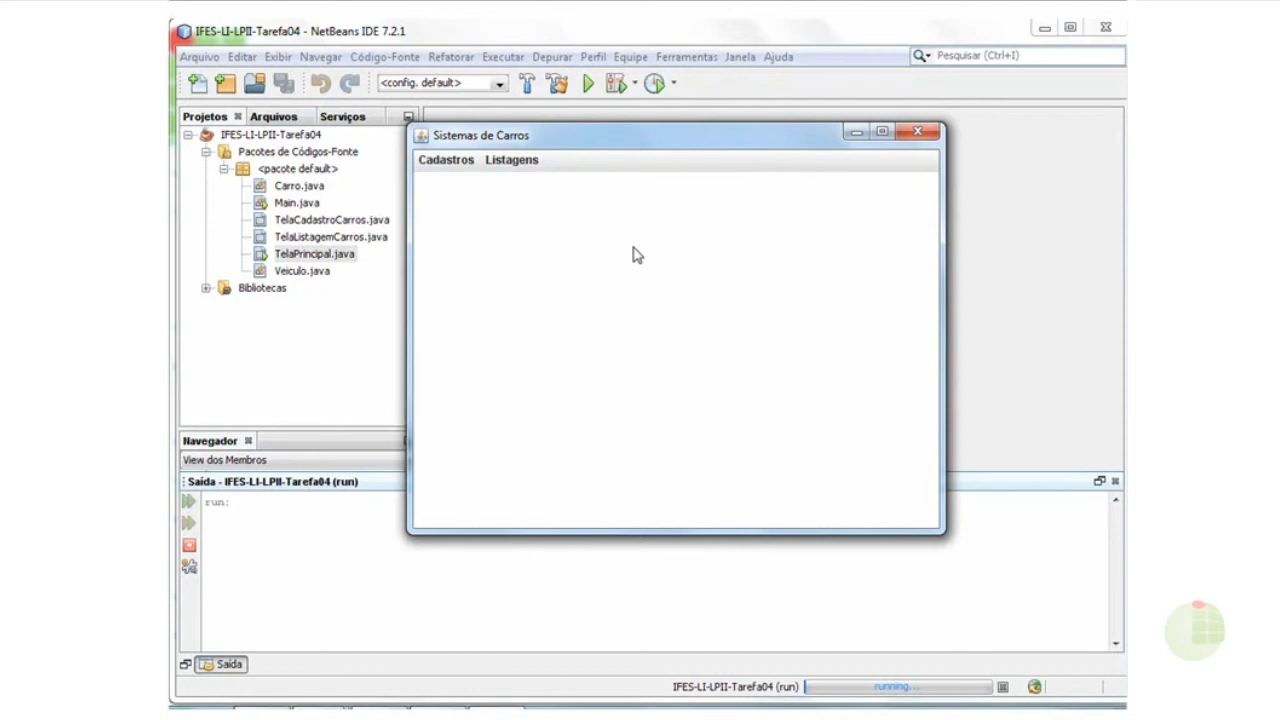 IFES-LI-LPII-Tarefa04 - NetBeans IDE 7.2.1
Arquivo Editar Exibir Navegar Código-Fonte Refatorar Executar Depurar Perfil Equipe Ferramentas Janela Ajuda
Pesquisar (Ctrl+I)
<config. default>
Projetos Arquivos Serviços
IFES-LI-LPII-Tarefa04
Pacotes de Códigos-Fonte
<pacote default>
Carro.java
Main.java
TelaCadastroCarros.java
TelaListagemCarros.java
TelaPrincipal.java
Veiculo.java
Bibliotecas
Sistemas de Carros
Cadastros Listagens
Navegador
View dos Membros
Saída - IFES-LI-LPII-Tarefa04 (run)
run:
Saída
IFES-LI-LPII-Tarefa04 (run)
running...